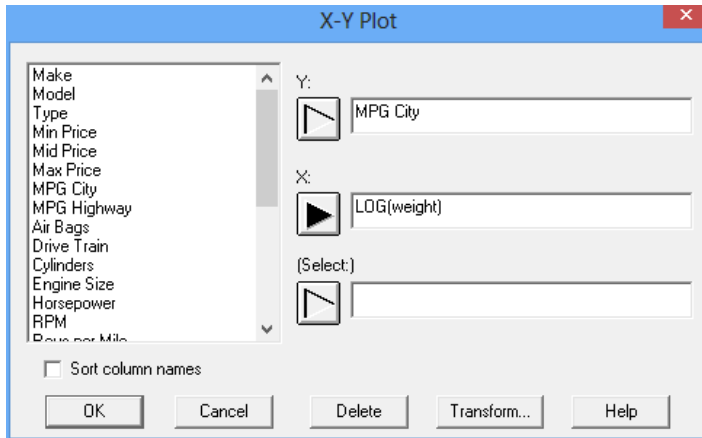 X-Y Plot
Make
Model
Type
Min Price
Mid Price
Max Price
MPG City
MPG Highway
Air Bags
Drive Train
Cylinders
Engine Size
Horsepower
RPM
Y:
MPG City
X:
LOG(weight)
(Select:)
Sort column names
OK
Cancel
Delete
Transform...
Help